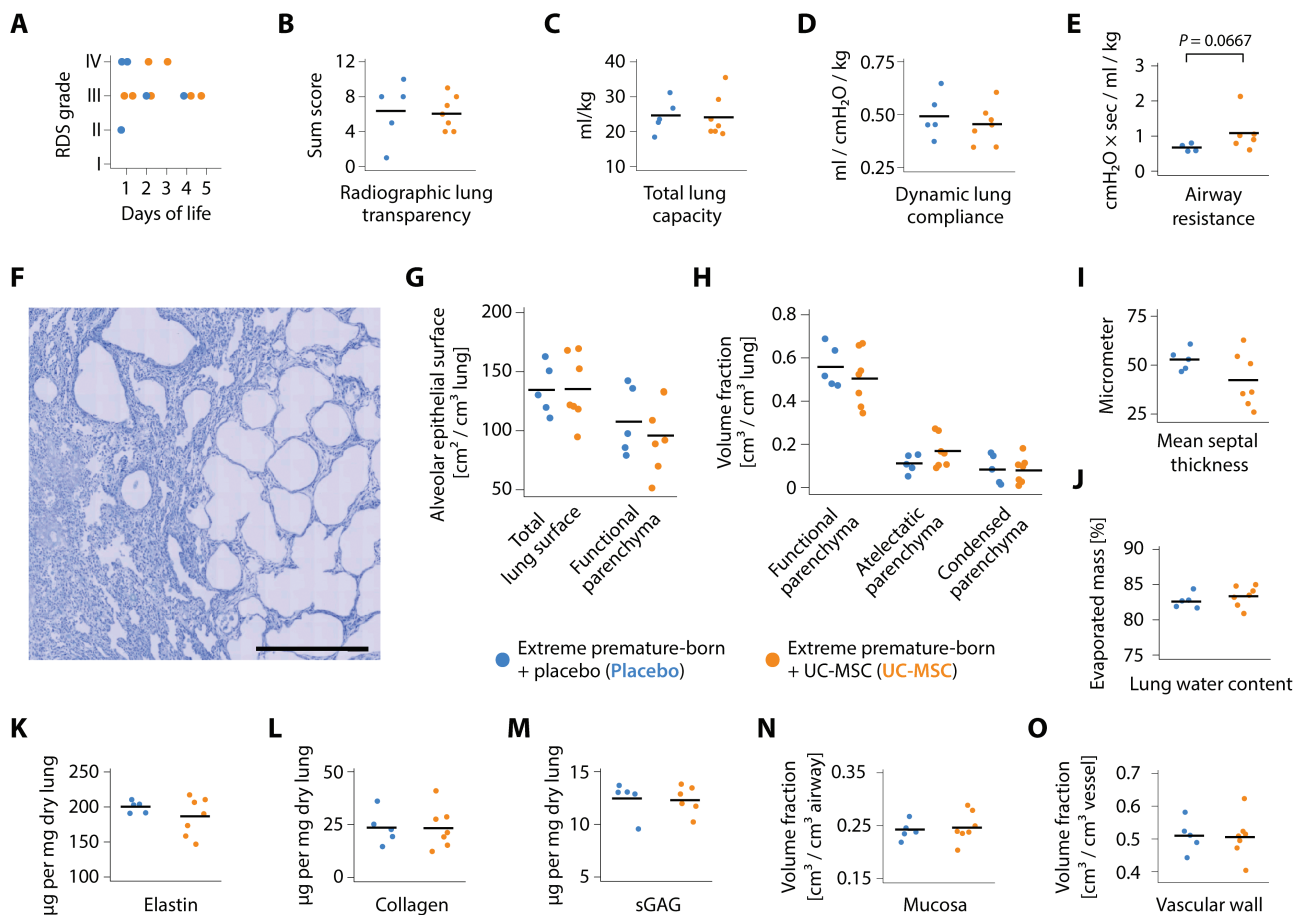 A
RDS grade
IV
III
II
I
1 2 3 4 5
Days of life
B
Sum score
12
8
4
0
Radiographic lung
transparency
C
ml/kg
40
30
20
10
Total lung
capacity
D
ml / cmH₂O / kg
0.75
0.50
0.25
Dynamic lung
compliance
E
cmH₂O × sec / ml / kg
P = 0.0667
3
2
1
0
Airway
resistance
F
G
Alveolar epithelial surface
[cm² / cm³ lung]
200
150
100
50
Total
lung surface
Functional
parenchyma
H
Volume fraction
[cm³ / cm³ lung]
0.8
0.6
0.4
0.2
0
Functional
parenchyma
Atelectatic
parenchyma
Condensed
parenchyma
I
Micrometer
75
50
25
Mean septal
thickness
J
Evaporated mass [%]
90
85
80
75
Lung water content
Extreme premature-born
+ placebo (Placebo)
Extreme premature-born
+ UC-MSC (UC-MSC)
K
µg per mg dry lung
250
200
150
100
Elastin
L
µg per mg dry lung
50
25
0
Collagen
M
µg per mg dry lung
15
10
5
sGAG
N
Volume fraction
[cm³ / cm³ airway]
0.35
0.25
0.15
Mucosa
O
Volume fraction
[cm³ / cm³ vessel]
0.7
0.6
0.5
0.4
Vascular wall